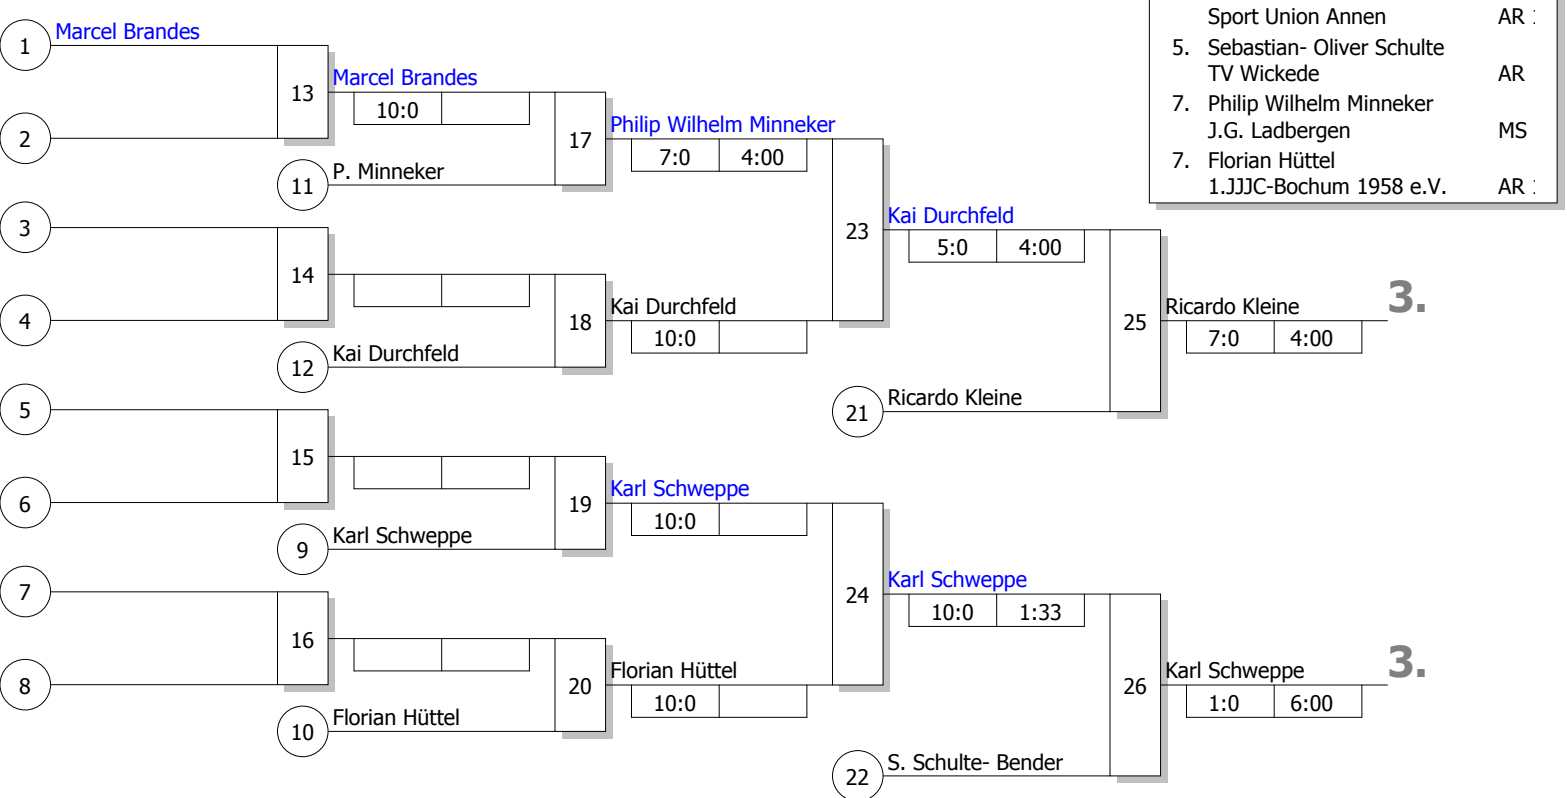 Sport Union Annen AR
5. Sebastian- Oliver Schulte
TV Wickede AR
7. Philip Wilhelm Minneker
J.G. Ladbergen MS
7. Florian Hüttel
1.JJJC-Bochum 1958 e.V. AR
1
Marcel Brandes
13
Marcel Brandes
10:0
2
17
Philip Wilhelm Minneker
7:0 4:00
11
P. Minneker
3
23
Kai Durchfeld
5:0 4:00
14
4
18
Kai Durchfeld
10:0
12
Kai Durchfeld
25
Ricardo Kleine
3.
7:0 4:00
5
21
Ricardo Kleine
15
6
19
Karl Schweppe
10:0
9
Karl Schweppe
7
24
Karl Schweppe
10:0 1:33
16
8
20
Florian Hüttel
10:0
10
Florian Hüttel
26
Karl Schweppe
3.
1:0 6:00
22
S. Schulte- Bender